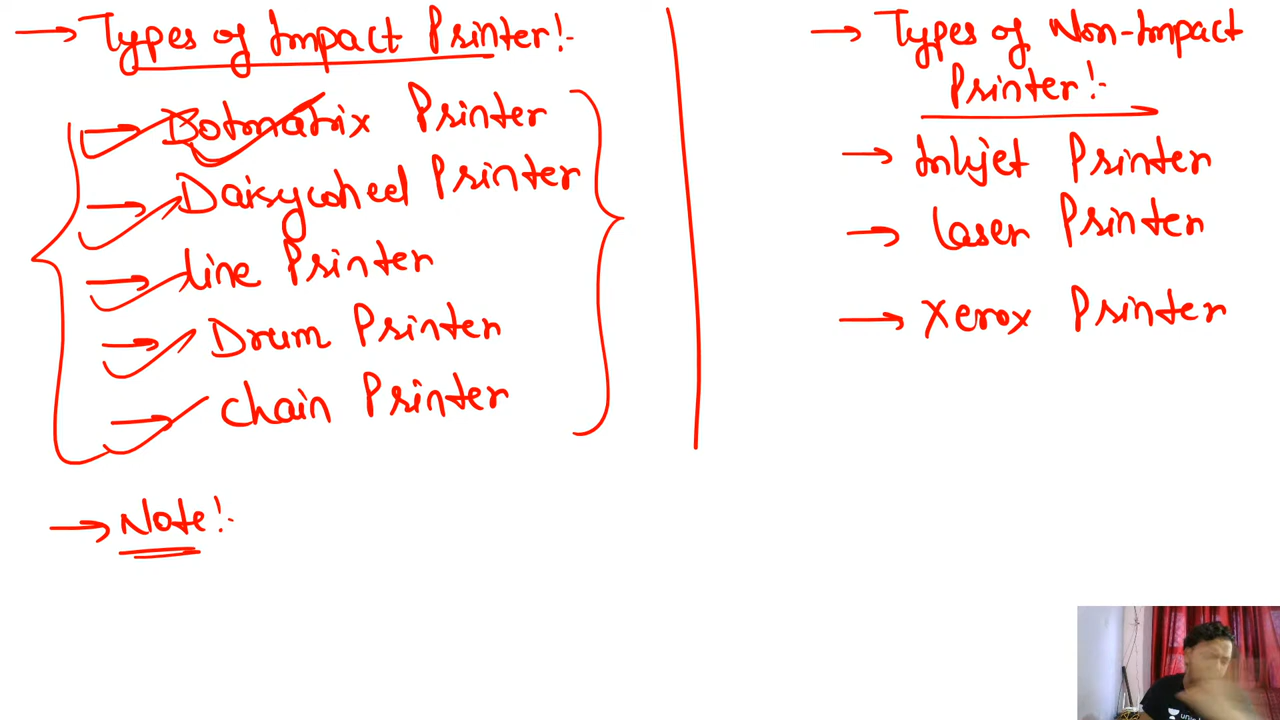 → Types of Impact Printer!-
→ Dotmatrix Printer
→ Daisywheel Printer
→ Line Printer
→ Drum Printer
→ Chain Printer
→ Note!-
→ Types of Non-Impact
Printer!-
→ Inkjet Printer
→ Laser Printer
→ Xerox Printer